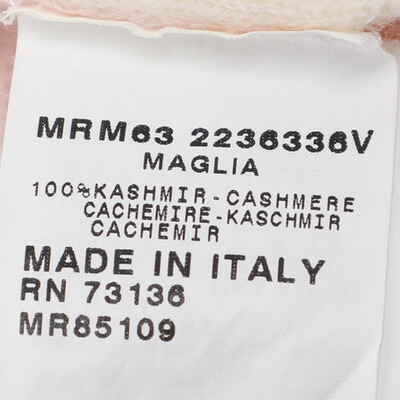 MRM63 2236336V
MAGLIA
100%KASHMIR-CASHMERE
CACHEMIRE-KASCHMIR
CACHEMIR
MADE IN ITALY
RN 73136
MR85109